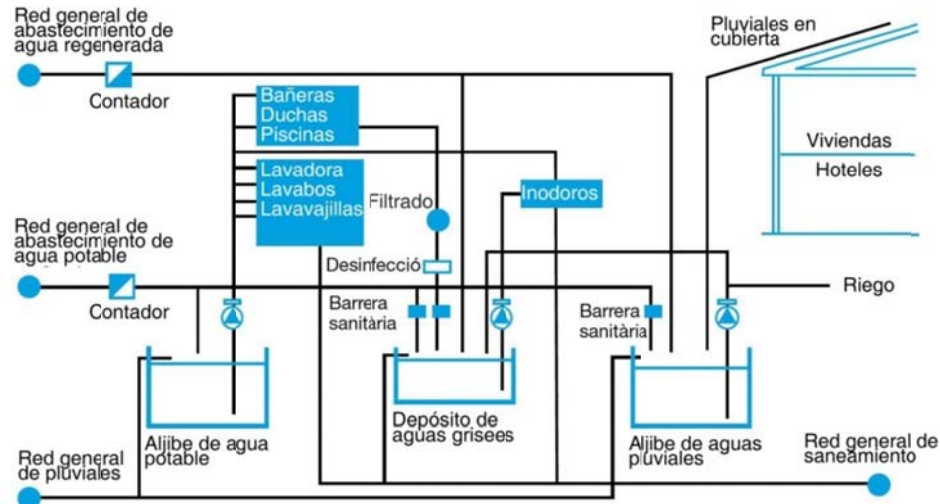 Red general de
abastecimiento de
agua regenerada
Contador
Pluviales en
cubierta
Bañeras
Duchas
Piscinas
Viviendas
Hoteles
Lavadora
Lavabos
Lavavajillas
Filtrado
Inodoros
Red general de
abastecimiento de
agua potable
Desinfecció
Contador
Barrera
sanitària
Barrera
sanitària
Riego
Aljibe de agua
potable
Depósito de
aguas grisees
Aljibe de aguas
pluviales
Red general
de pluviales
Red general de
saneamiento